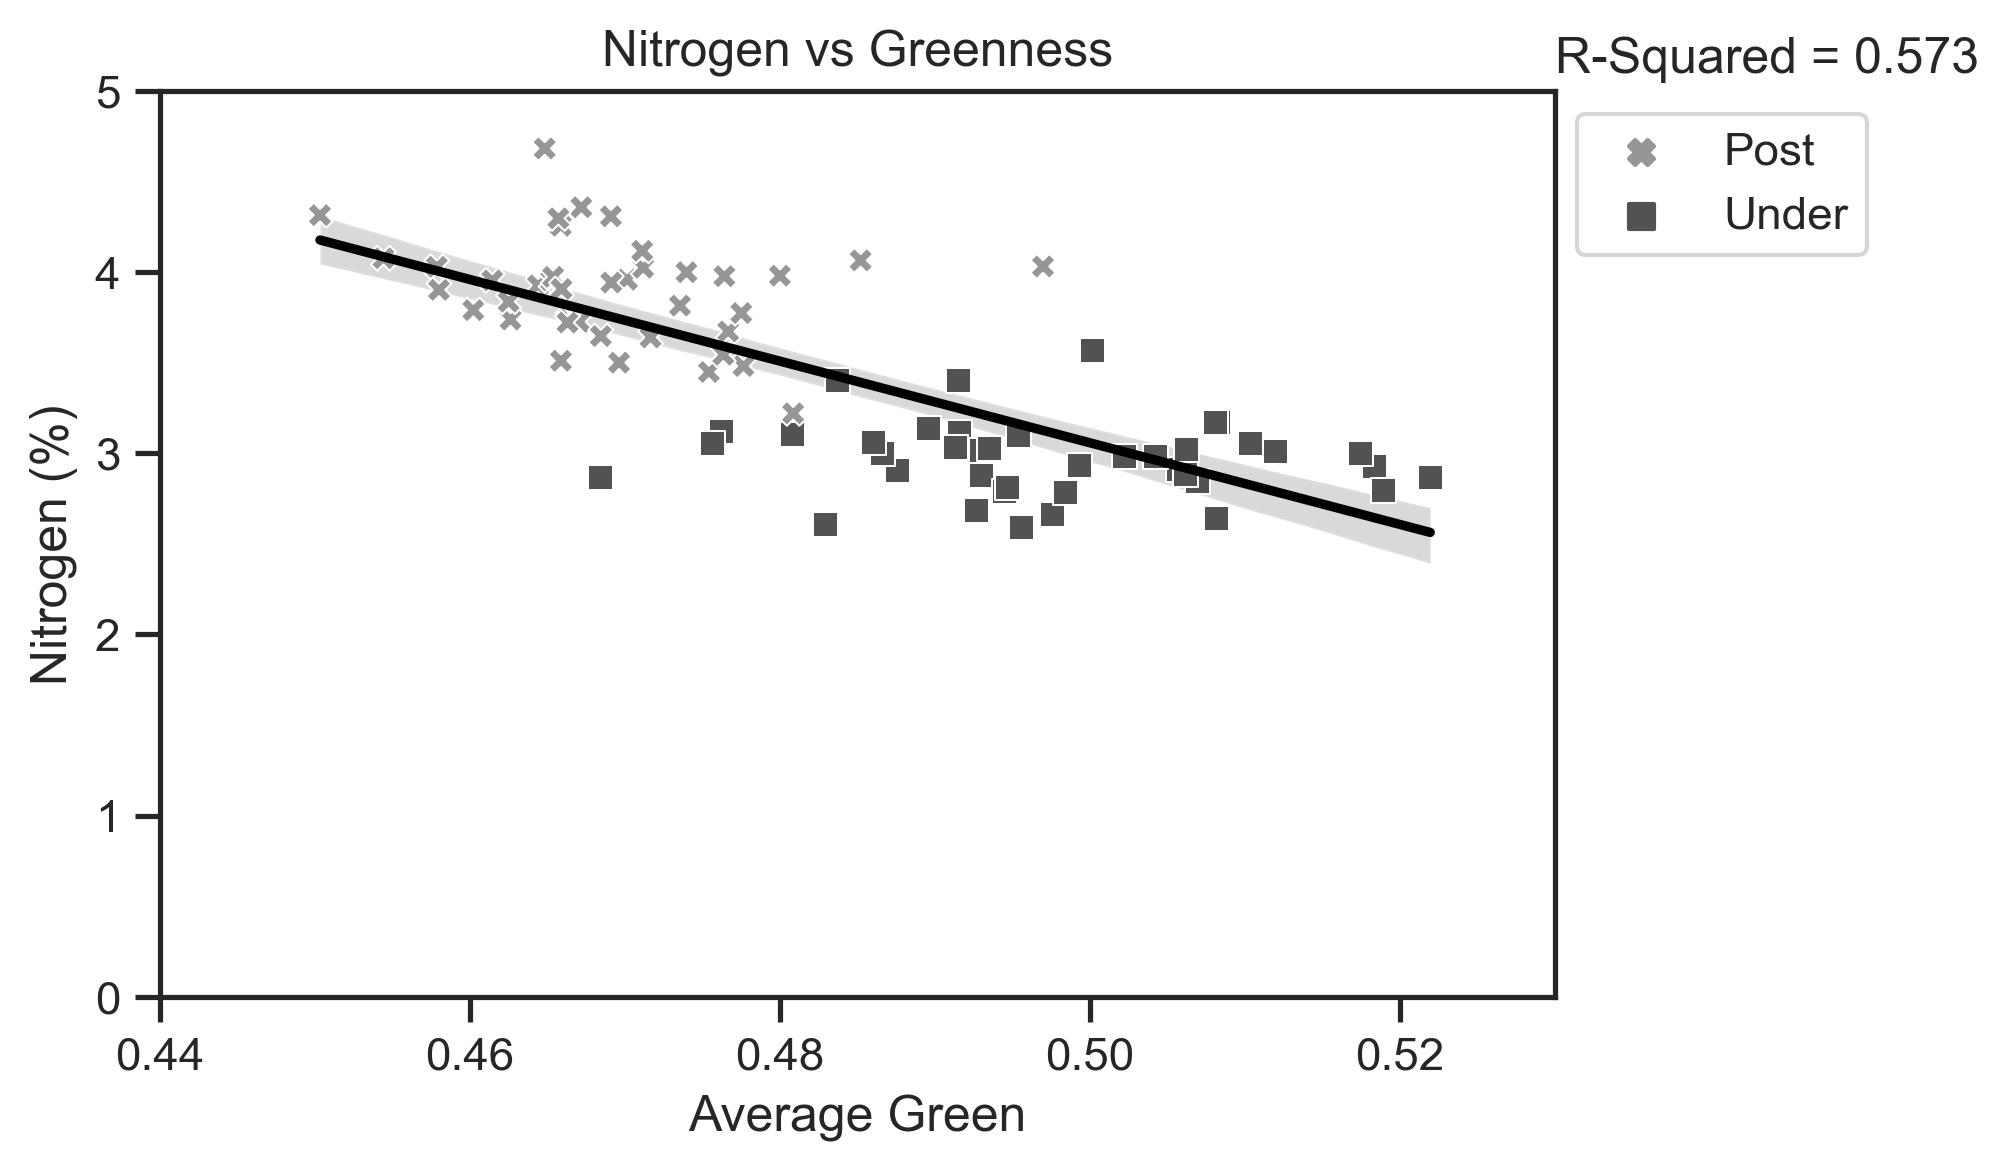 Nitrogen vs Greenness
R-Squared = 0.573
Post
Under
Nitrogen (%)
5
4
3
2
1
0
0.44 0.46 0.48 0.50 0.52
Average Green